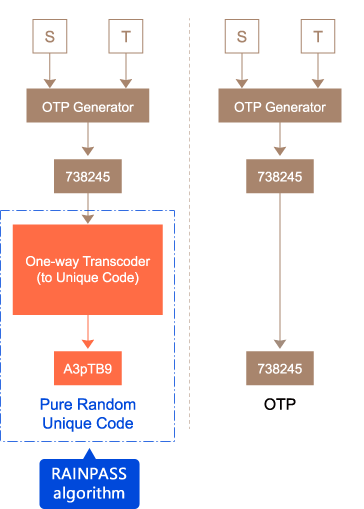 S
T
OTP Generator
738245
One-way Transcoder
(to Unique Code)
A3pTB9
Pure Random
Unique Code
RAINPASS
algorithm
S
T
OTP Generator
738245
738245
OTP